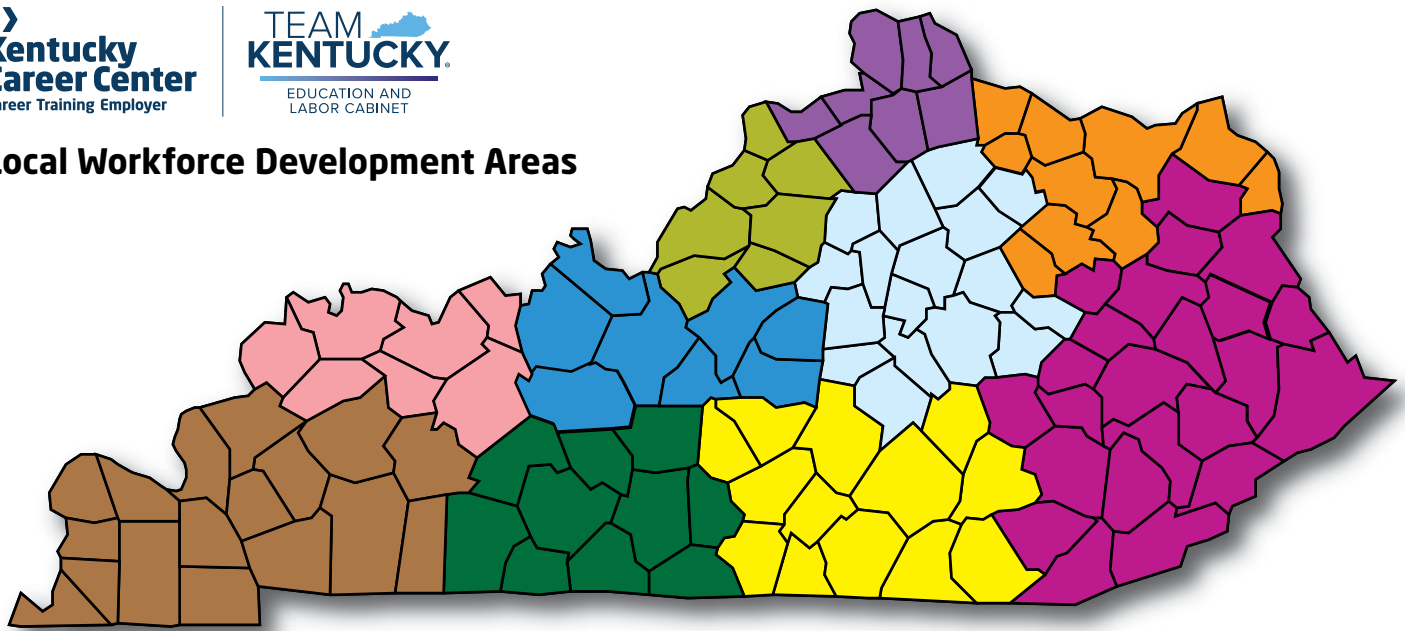 Kentucky
Career Center
Career Training Employer
TEAM
KENTUCKY.
EDUCATION AND
LABOR CABINET
Local Workforce Development Areas